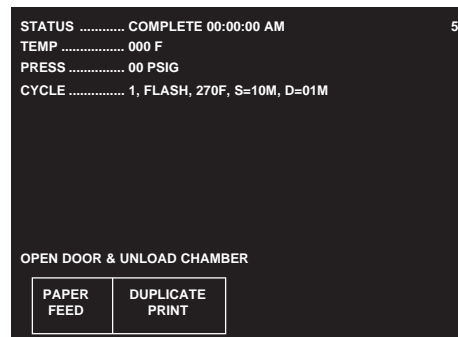 STATUS ........... COMPLETE 00:00:00 AM 5
TEMP ................ 000 F
PRESS .............. 00 PSIG
CYCLE .............. 1, FLASH, 270F, S=10M, D=01M
OPEN DOOR & UNLOAD CHAMBER
PAPER FEED
DUPLICATE PRINT